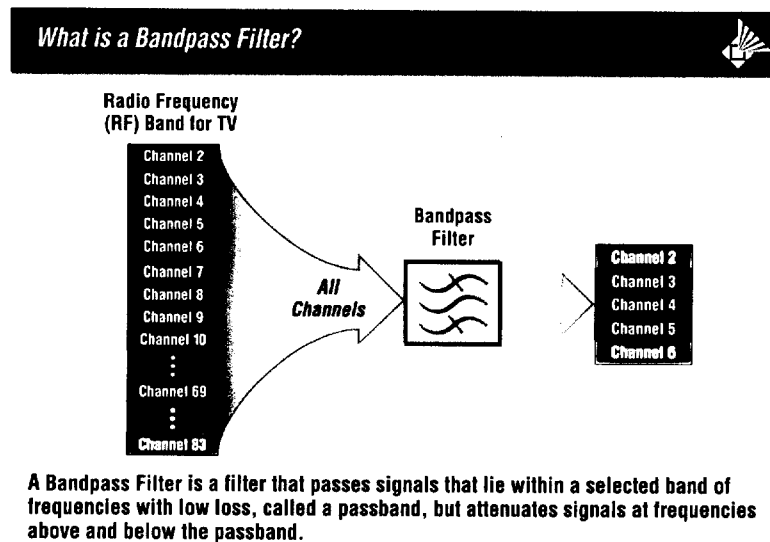 What is a Bandpass Filter?
Radio Frequency
(RF) Band for TV
Channel 2
Channel 3
Channel 4
Channel 5
Channel 6
Channel 7
Channel 8
Channel 9
Channel 10
Channel 69
Channel 83
All
Channels
Bandpass
Filter
Channel 2
Channel 3
Channel 4
Channel 5
Channel 6
A Bandpass Filter is a filter that passes signals that lie within a selected band of
frequencies with low loss, called a passband, but attenuates signals at frequencies
above and below the passband.